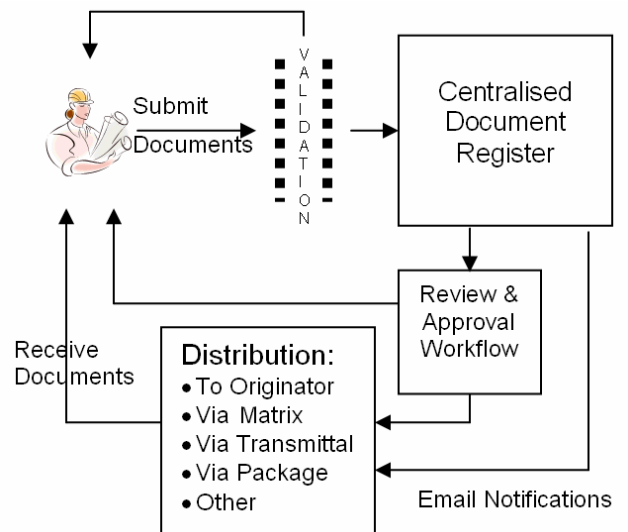 Submit
Documents
VALIDATION
Centralised
Document
Register
Review &
Approval
Workflow
Receive
Documents
Distribution:
• To Originator
• Via Matrix
• Via Transmittal
• Via Package
• Other
Email Notifications